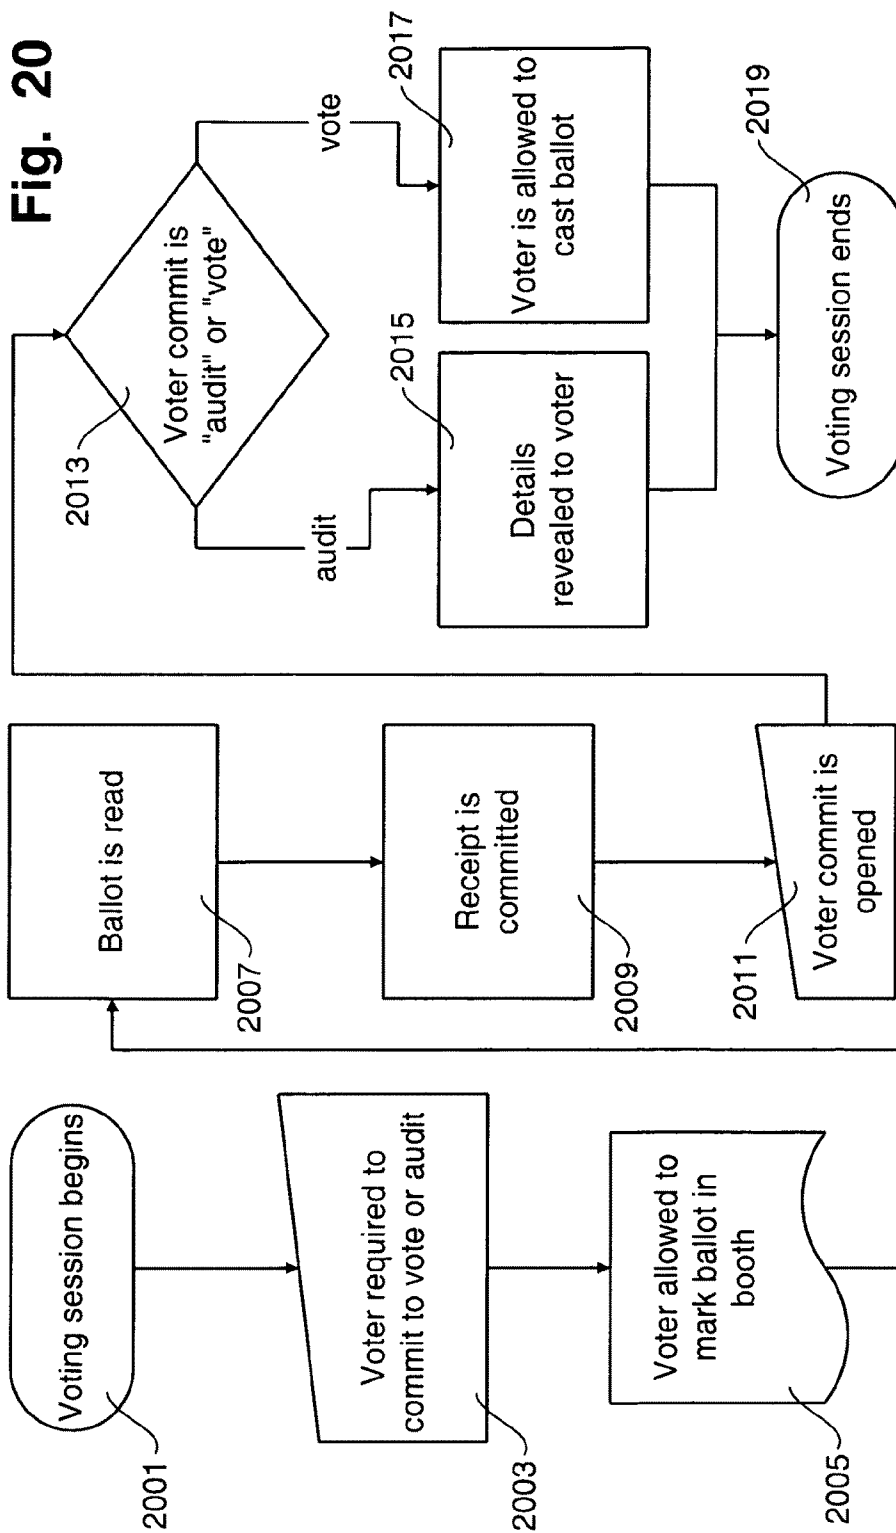 Fig. 20
Voting session begins
2001
Voter required to
commit to vote or audit
2003
Voter allowed to
mark ballot in
booth
2005
Ballot is read
2007
Receipt is
committed
2009
Voter commit is
opened
2011
Voter commit is
"audit" or "vote"
2013
audit
vote
Details
revealed to voter
2015
Voter is allowed to
cast ballot
2017
Voting session ends
2019